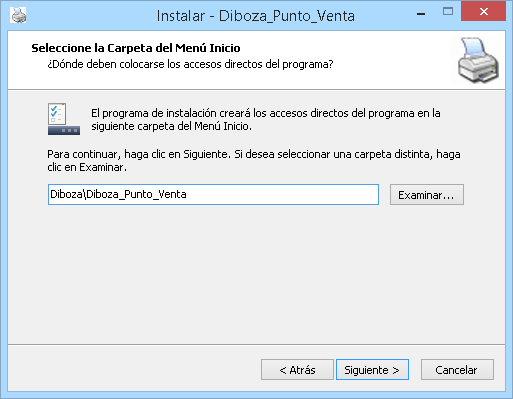 Instalar - Diboza_Punto_Venta
Seleccione la Carpeta del Menú Inicio
¿Dónde deben colocarse los accesos directos del programa?
El programa de instalación creará los accesos directos del programa en la
siguiente carpeta del Menú Inicio.
Para continuar, haga clic en Siguiente. Si desea seleccionar una carpeta distinta, haga
clic en Examinar.
Diboza\Diboza_Punto_Venta
Examinar...
< Atrás
Siguiente >
Cancelar